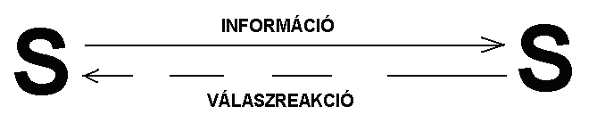 INFORMÁCIÓ
S S
VÁLASZREAKCIÓ